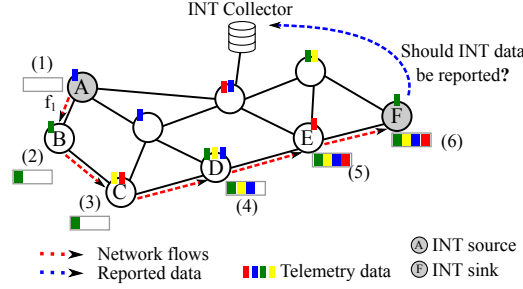 INT Collector
(1)
A
f1
Should INT data
be reported?
B
(2)
F
E
(6)
(5)
D
C
(3)
(4)
Network flows
Reported data
Telemetry data
A INT source
F INT sink